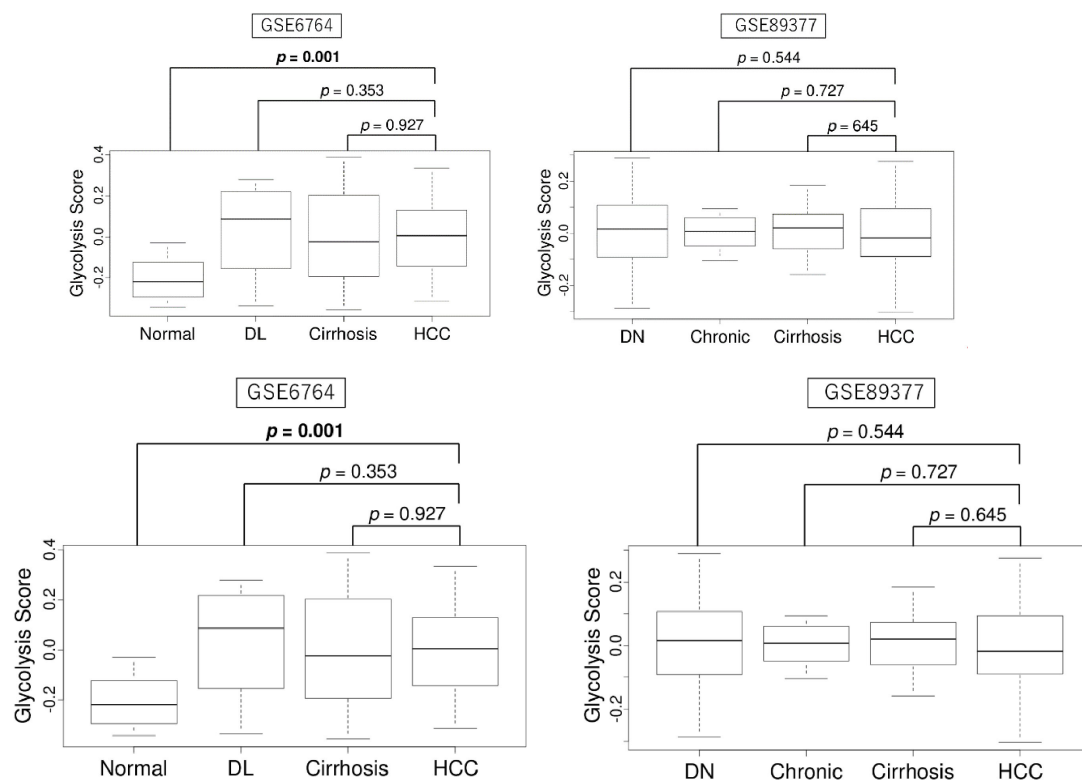 GSE6764
p = 0.001
p = 0.353
p = 0.927
Glycolysis Score
0.4
0.2
0.0
-0.2
Normal DL Cirrhosis HCC
GSE89377
p = 0.544
p = 0.727
p = 645
Glycolysis Score
0.2
0.0
-0.2
DN Chronic Cirrhosis HCC
GSE6764
p = 0.001
p = 0.353
p = 0.927
Glycolysis Score
0.4
0.2
0.0
-0.2
Normal DL Cirrhosis HCC
GSE89377
p = 0.544
p = 0.727
p = 0.645
Glycolysis Score
0.2
0.0
-0.2
DN Chronic Cirrhosis HCC